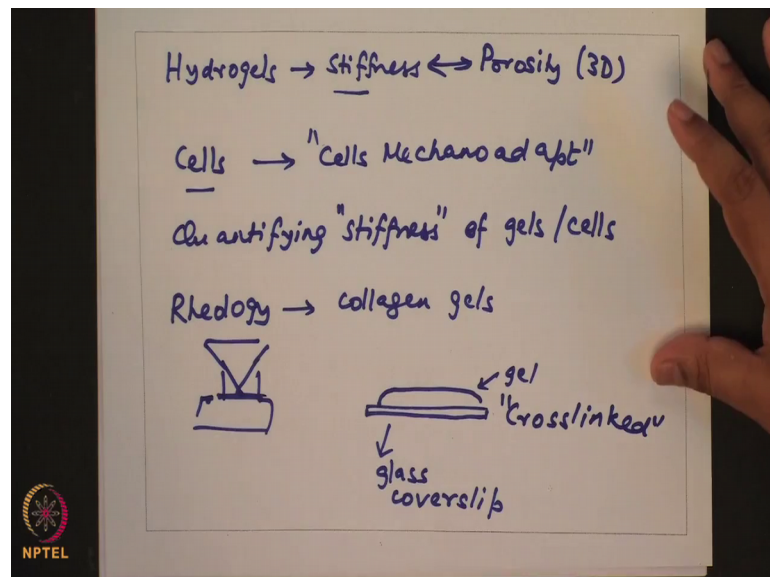 Hydrogels → stiffness ↔ Porosity (3D)
Cells → "Cells Mechanoadapt"
Quantifying "stiffness" of gels/cells
Rheology → collagen gels
gel
"Crosslinked"
glass
coverslip
NPTEL